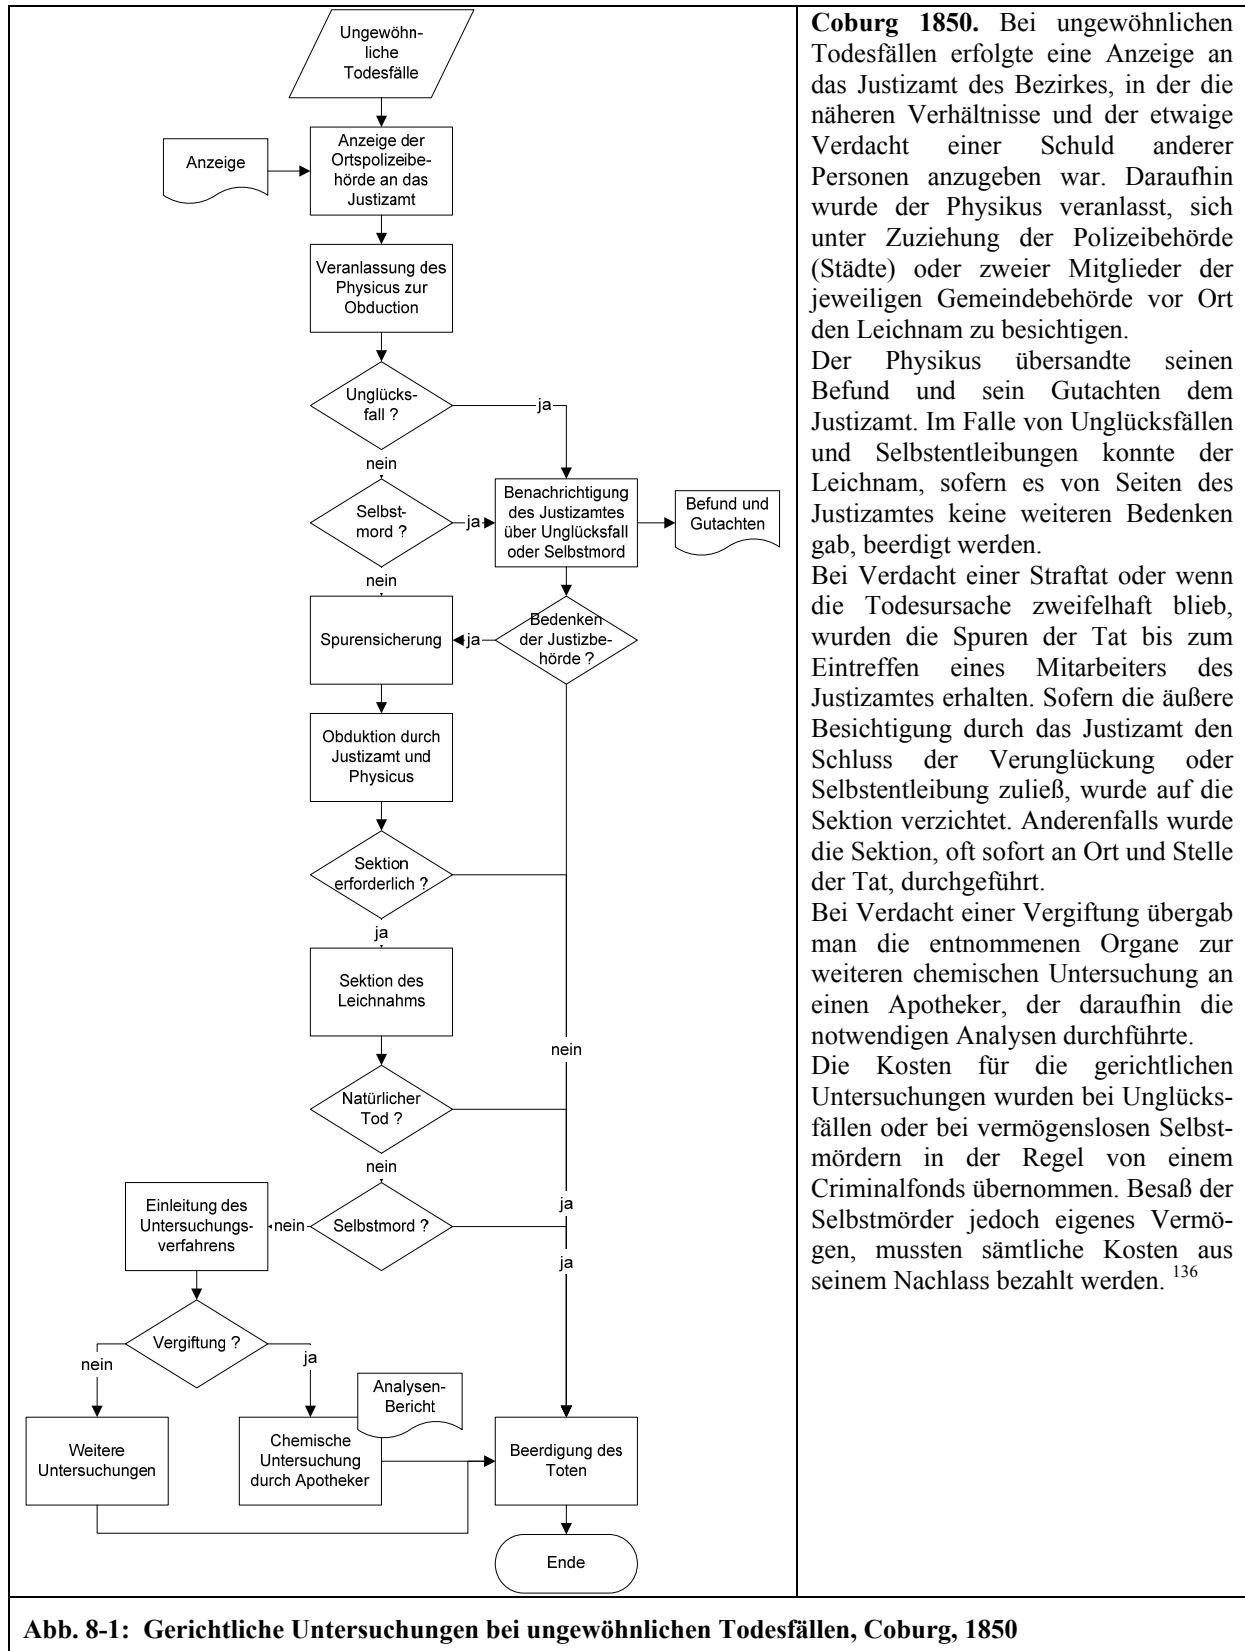 Ungewöhn-
liche
Todesfälle
Anzeige
Anzeige der
Ortspolizeibe-
hörde an das
Justizamt
Veranlassung des
Physicus zur
Obduction
Unglücks-
fall ?
ja
nein
Selbst-
mord ?
ja
Benachrichtigung
des Justizamtes
über Unglücksfall
oder Selbstmord
Befund und
Gutachten
nein
Spurensicherung
ja
Bedenken
der Justizbe-
hörde ?
Obduktion durch
Justizamt und
Physicus
Sektion
erforderlich ?
ja
Sektion des
Leichnahms
nein
Natürlicher
Tod ?
nein
ja
Einleitung des
Untersuchungs-
verfahrens
nein
Selbstmord ?
ja
Vergiftung ?
nein
ja
Analysen-
Bericht
Weitere
Untersuchungen
Chemische
Untersuchung
durch Apotheker
Beerdigung des
Toten
Ende
Coburg 1850. Bei ungewöhnlichen
Todesfällen erfolgte eine Anzeige an
das Justizamt des Bezirkes, in der die
näheren Verhältnisse und der etwaige
Verdacht einer Schuld anderer
Personen anzugeben war. Daraufhin
wurde der Physikus veranlasst, sich
unter Zuziehung der Polizeibehörde
(Städte) oder zweier Mitglieder der
jeweiligen Gemeindebehörde vor Ort
den Leichnam zu besichtigen.
Der Physikus übersandte seinen
Befund und sein Gutachten dem
Justizamt. Im Falle von Unglücksfällen
und Selbstentleibungen konnte der
Leichnam, sofern es von Seiten des
Justizamtes keine weiteren Bedenken
gab, beerdigt werden.
Bei Verdacht einer Straftat oder wenn
die Todesursache zweifelhaft blieb,
wurden die Spuren der Tat bis zum
Eintreffen eines Mitarbeiters des
Justizamtes erhalten. Sofern die äußere
Besichtigung durch das Justizamt den
Schluss der Verunglückung oder
Selbstentleibung zuließ, wurde auf die
Sektion verzichtet. Anderenfalls wurde
die Sektion, oft sofort an Ort und Stelle
der Tat, durchgeführt.
Bei Verdacht einer Vergiftung übergab
man die entnommenen Organe zur
weiteren chemischen Untersuchung an
einen Apotheker, der daraufhin die
notwendigen Analysen durchführte.
Die Kosten für die gerichtlichen
Untersuchungen wurden bei Unglücks-
fällen oder bei vermögenslosen Selbst-
mördern in der Regel von einem
Criminalfonds übernommen. Besaß der
Selbstmörder jedoch eigenes Vermö-
gen, mussten sämtliche Kosten aus
seinem Nachlass bezahlt werden. 136
Abb. 8-1: Gerichtliche Untersuchungen bei ungewöhnlichen Todesfällen, Coburg, 1850